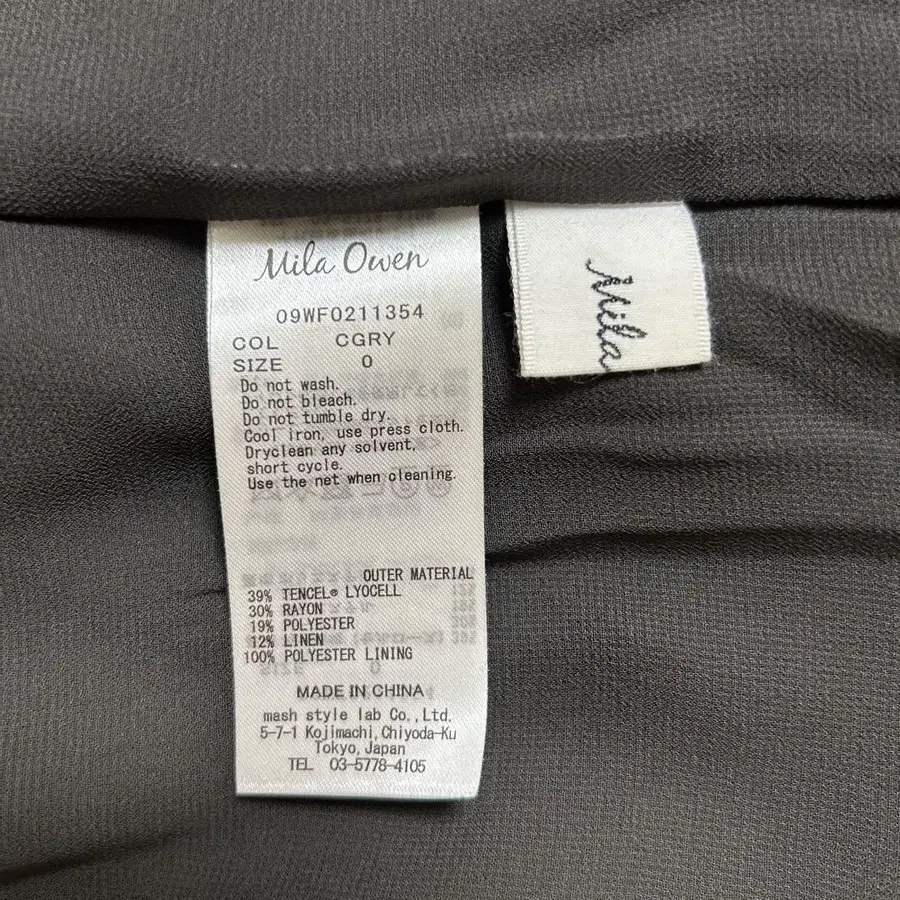 Mila Owen
09WFO211354
COL CGRY
SIZE 0
Do not wash.
Do not bleach.
Do not tumble dry.
Cool iron, use press cloth.
Dryclean any solvent,
short cycle.
Use the net when cleaning.
OUTER MATERIAL
39% TENCEL® LYOCELL
30% RAYON
19% POLYESTER
12% LINEN
100% POLYESTER LINING
MADE IN CHINA
mash style lab Co.,Ltd.
5-7-1 Kojimachi,Chiyoda-Ku
Tokyo,Japan
TEL 03-5778-4105
Mila